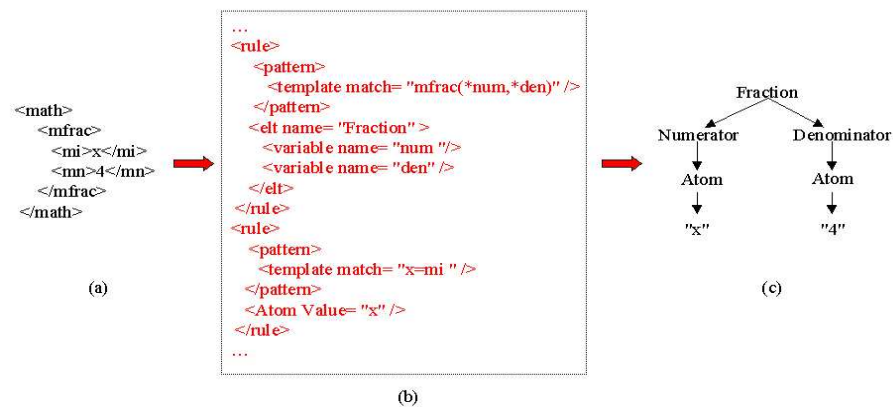 <math>
<mfrac>
<mi>x</mi>
<mn>4</mn>
</mfrac>
</math>
(a)
...
<rule>
<pattern>
<template match= "mfrac(*num,*den)" />
</pattern>
<elt name= "Fraction" >
<variable name= "num "/>
<variable name= "den" />
</elt>
</rule>
<rule>
<pattern>
<template match= "x=mi " />
</pattern>
<Atom Value= "x" />
</rule>
...
(b)
Fraction
Numerator Denominator
Atom Atom
"x" "4"
(c)